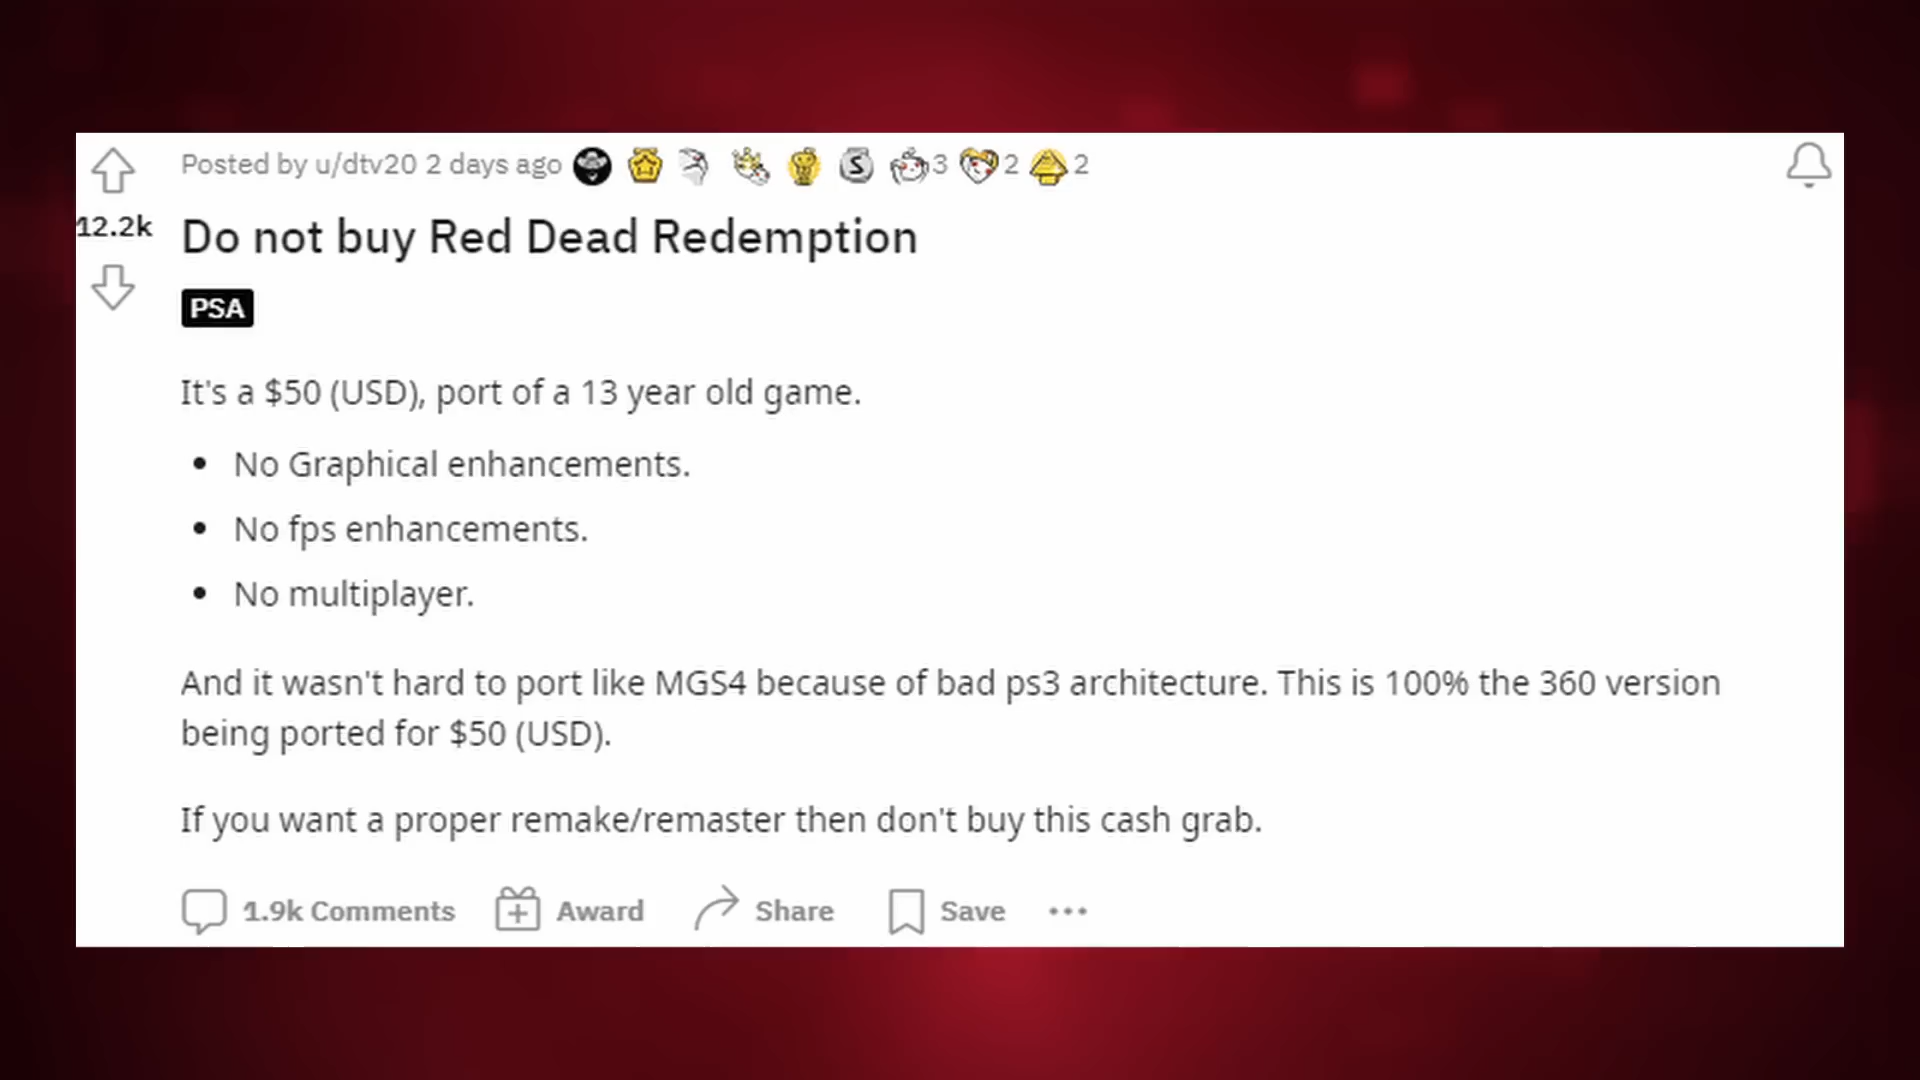 Posted by u/dtv20 2 days ago S 3 2 2
12.2k
Do not buy Red Dead Redemption
PSA
It's a $50 (USD), port of a 13 year old game.
• No Graphical enhancements.
• No fps enhancements.
• No multiplayer.
And it wasn't hard to port like MGS4 because of bad ps3 architecture. This is 100% the 360 version
being ported for $50 (USD).
If you want a proper remake/remaster then don't buy this cash grab.
1.9k Comments Award Share Save ...